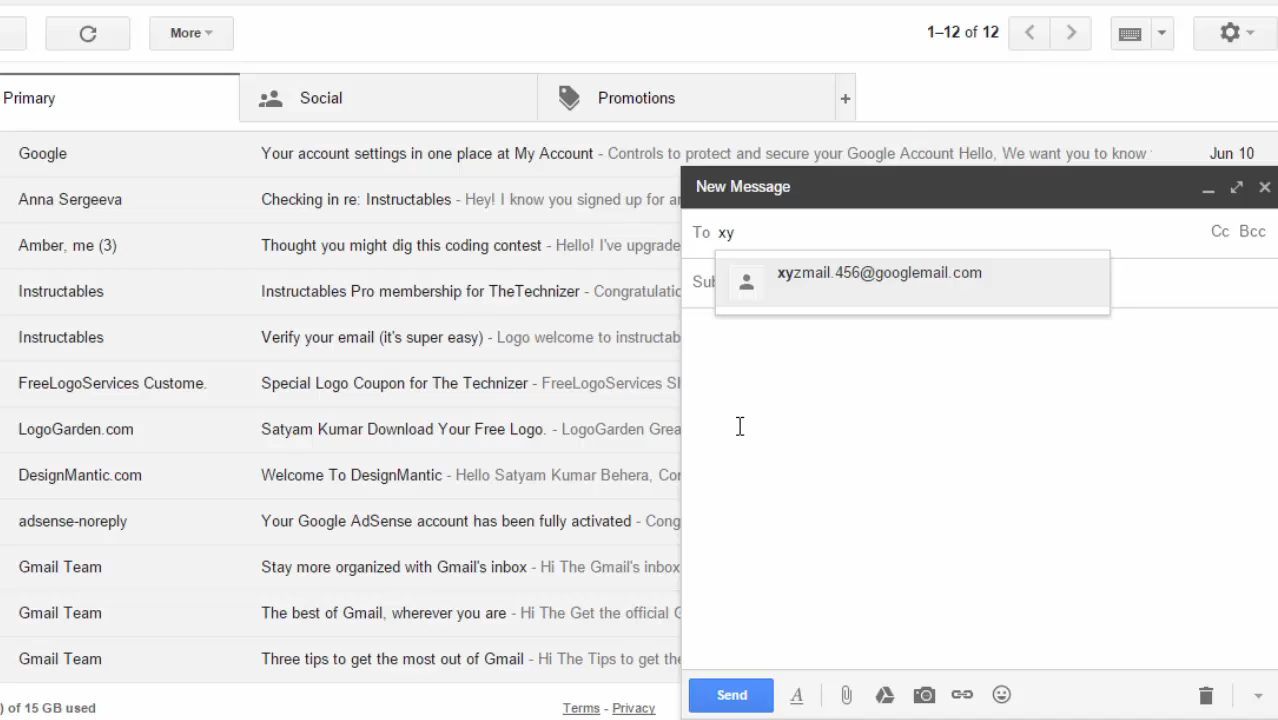 More
1–12 of 12
Primary
Social
Promotions
+
Google Your account settings in one place at My Account - Controls to protect and secure your Google Account Hello, We want you to know Jun 10
Anna Sergeeva Checking in re: Instructables - Hey! I know you signed up for
Amber, me (3) Thought you might dig this coding contest - Hello! I've upgrade
Instructables Instructables Pro membership for TheTechnizer -
Instructables Verify your email (it's super easy) - Logo welcome to instructab
FreeLogoServices Custome. Special Logo Coupon for The Technizer - FreeLogoServices
LogoGarden.com Satyam Kumar Download Your Free Logo. - LogoGarden Grea
DesignMantic.com Welcome To DesignMantic - Hello Satyam Kumar Behera,
adsense-noreply Your Google AdSense account has been fully activated - Cong
Gmail Team Stay more organized with Gmail's inbox - Hi The Gmail's inbox
Gmail Team The best of Gmail, wherever you are - Hi The Get the official
Gmail Team Three tips to get the most out of Gmail - Hi The Tips to get the
) of 15 GB used
Terms - Privacy
New Message
To xy
Cc Bcc
xyzmail.456@googlemail.com
Sub
Send
A